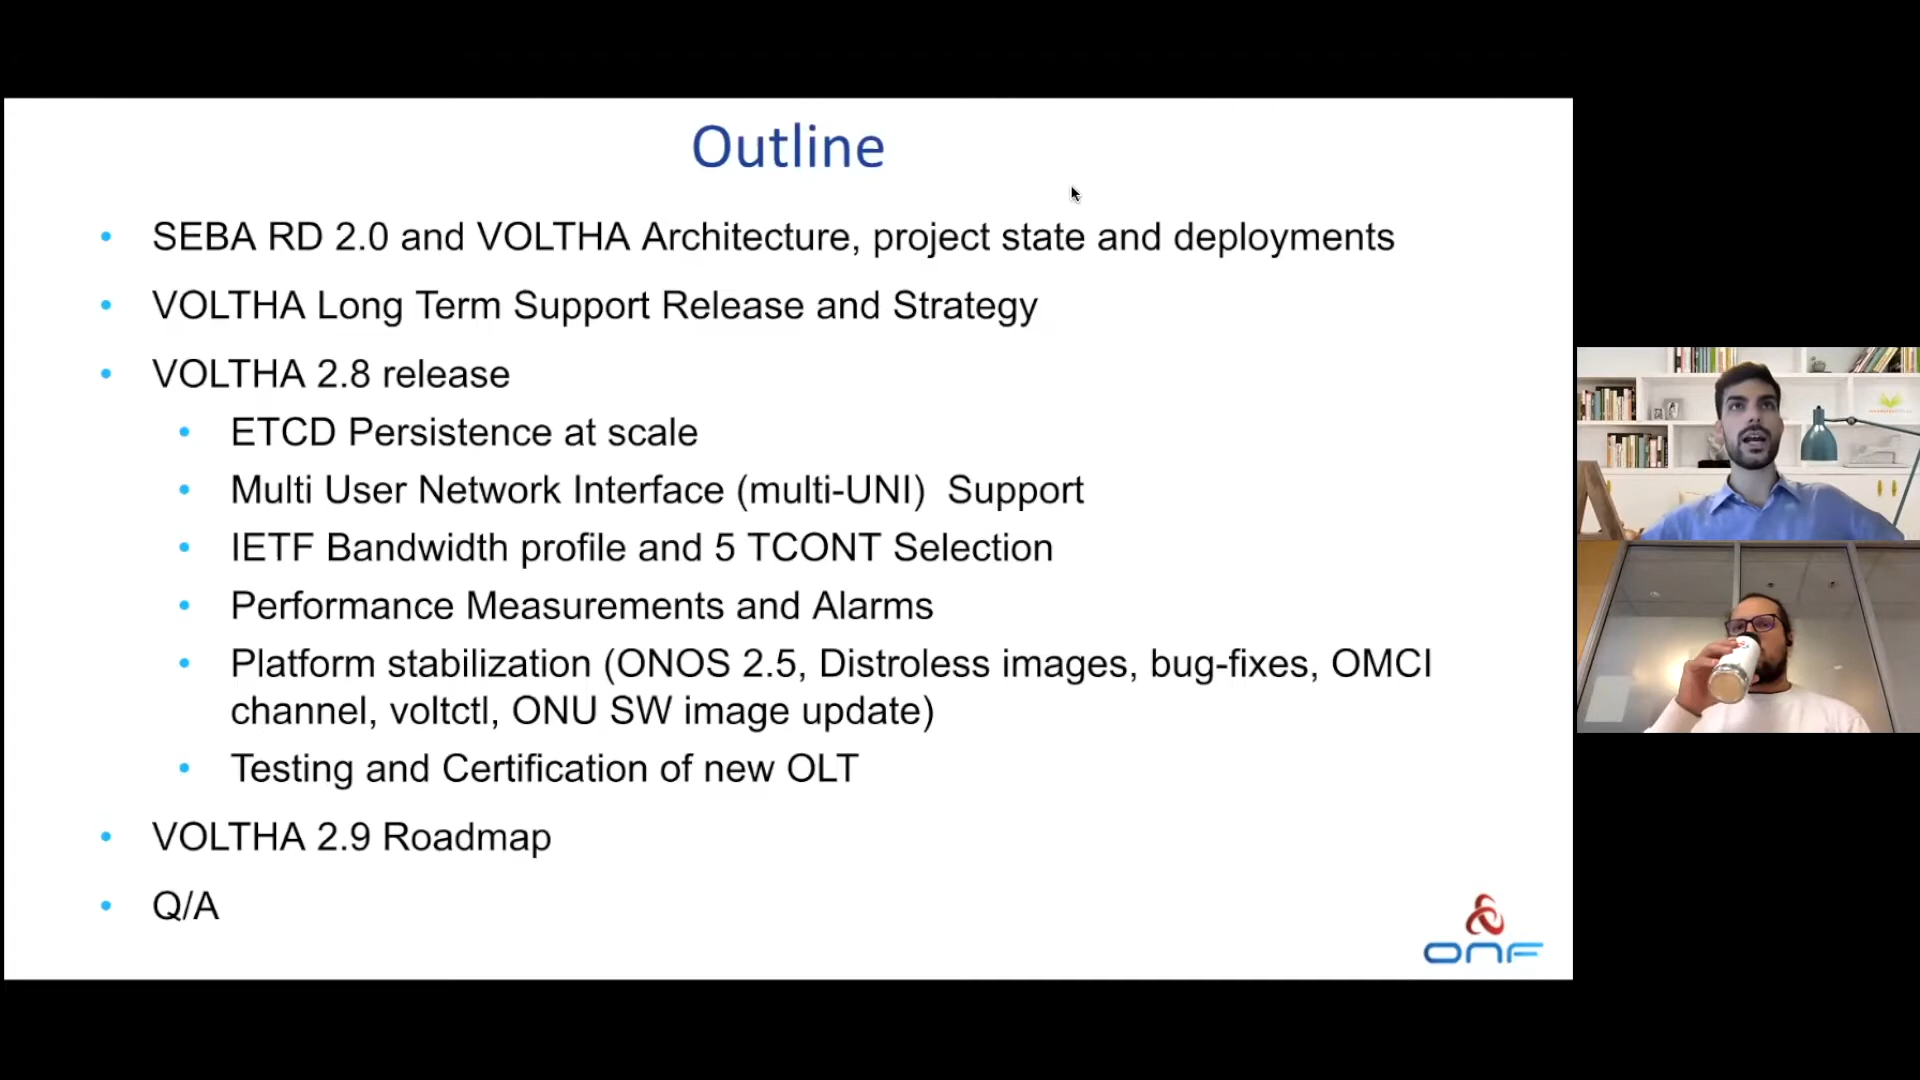 Outline
SEBA RD 2.0 and VOLTHA Architecture, project state and deployments
VOLTHA Long Term Support Release and Strategy
VOLTHA 2.8 release
ETCD Persistence at scale
Multi User Network Interface (multi-UNI) Support
IETF Bandwidth profile and 5 TCONT Selection
Performance Measurements and Alarms
Platform stabilization (ONOS 2.5, Distroless images, bug-fixes, OMCI
channel, voltctl, ONU SW image update)
Testing and Certification of new OLT
VOLTHA 2.9 Roadmap
Q/A
ONF